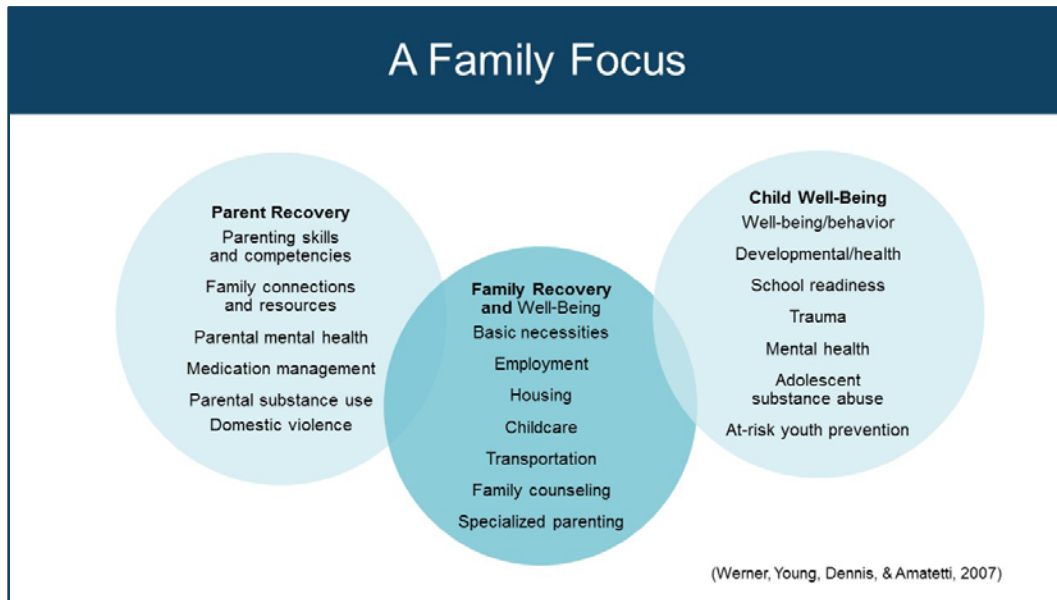 A Family Focus
Parent Recovery
Parenting skills
and competencies
Family connections
and resources
Parental mental health
Medication management
Parental substance use
Domestic violence
Family Recovery
and Well-Being
Basic necessities
Employment
Housing
Childcare
Transportation
Family counseling
Specialized parenting
Child Well-Being
Well-being/behavior
Developmental/health
School readiness
Trauma
Mental health
Adolescent
substance abuse
At-risk youth prevention
(Werner, Young, Dennis, & Amatetti, 2007)